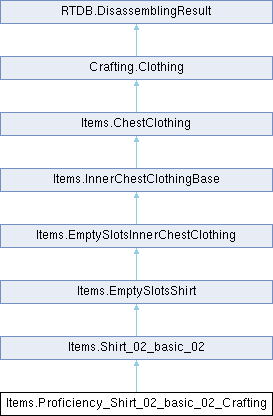 RTDB.DisassemblingResult
Crafting.Clothing
Items.ChestClothing
Items.InnerChestClothingBase
Items.EmptySlotsInnerChestClothing
Items.EmptySlotsShirt
Items.Shirt_02_basic_02
Items.Proficiency_Shirt_02_basic_02_Crafting